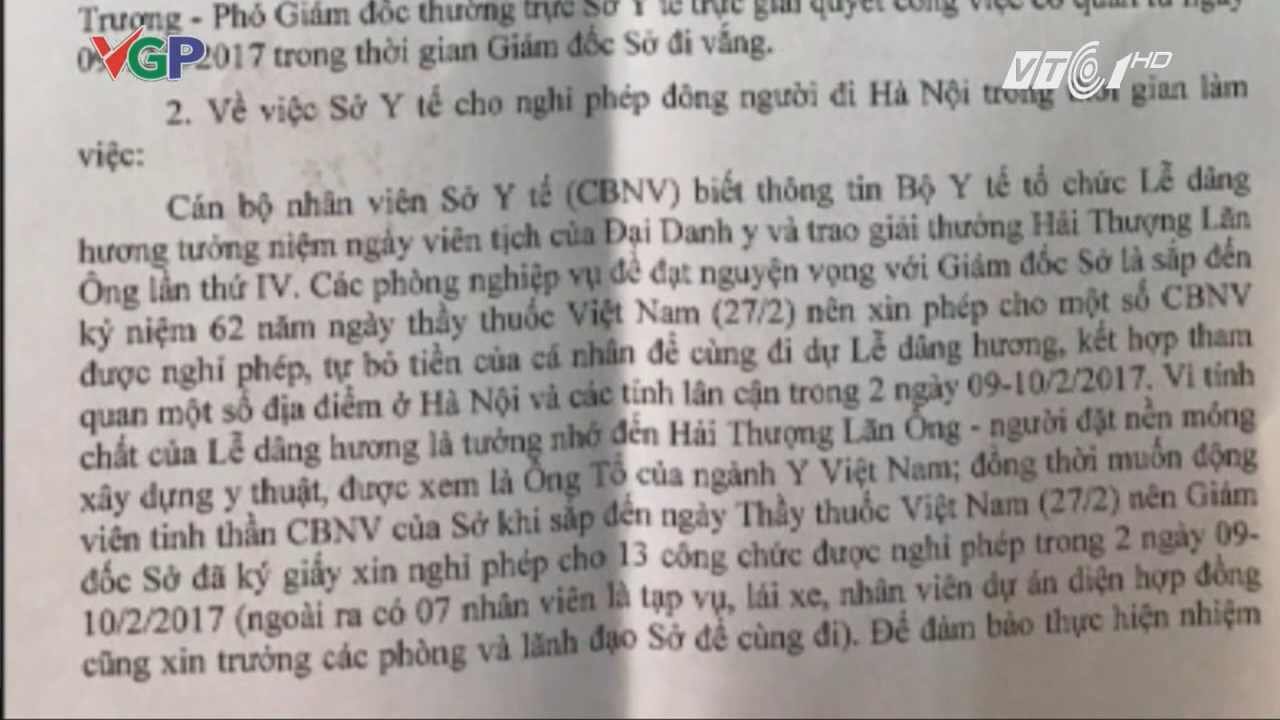 Trương - Phó Giám đốc thường trực Sở Y tế trực giải quyết công việc cơ quan từ ngày
2017 trong thời gian Giám đốc Sở đi vắng.
VGP
VTC1 HD
2. Về việc Sở Y tế cho nghỉ phép đông người đi Hà Nội trong thời gian làm
việc:
Cán bộ nhân viên Sở Y tế (CBNV) biết thông tin Bộ Y tế tổ chức Lễ dâng
hương tưởng niệm ngày viên tịch của Đại Danh y và trao giải thưởng Hải Thượng Lãn
Ông lần thứ IV. Các phòng nghiệp vụ đề đạt nguyện vọng với Giám đốc Sở là sắp đến
kỷ niệm 62 năm ngày thầy thuốc Việt Nam (27/2) nên xin phép cho một số CBNV
được nghỉ phép, tự bỏ tiền của cá nhân để cùng đi dự Lễ dâng hương, kết hợp tham
quan một số địa điểm ở Hà Nội và các tỉnh lân cận trong 2 ngày 09-10/2/2017. Vì tính
chất của Lễ dâng hương là tưởng nhớ đến Hải Thượng Lãn Ông - người đặt nền móng
xây dựng y thuật, được xem là Ông Tổ của ngành Y Việt Nam; đồng thời muốn động
viên tinh thần CBNV của Sở khi sắp đến ngày Thầy thuốc Việt Nam (27/2) nên Giám
đốc Sở đã ký giấy xin nghỉ phép cho 13 công chức được nghỉ phép trong 2 ngày 09-
10/2/2017 (ngoài ra có 07 nhân viên là tạp vụ, lái xe, nhân viên dự án diện hợp đồng
cũng xin trưởng các phòng và lãnh đạo Sở để cùng đi). Để đảm bảo thực hiện nhiệm